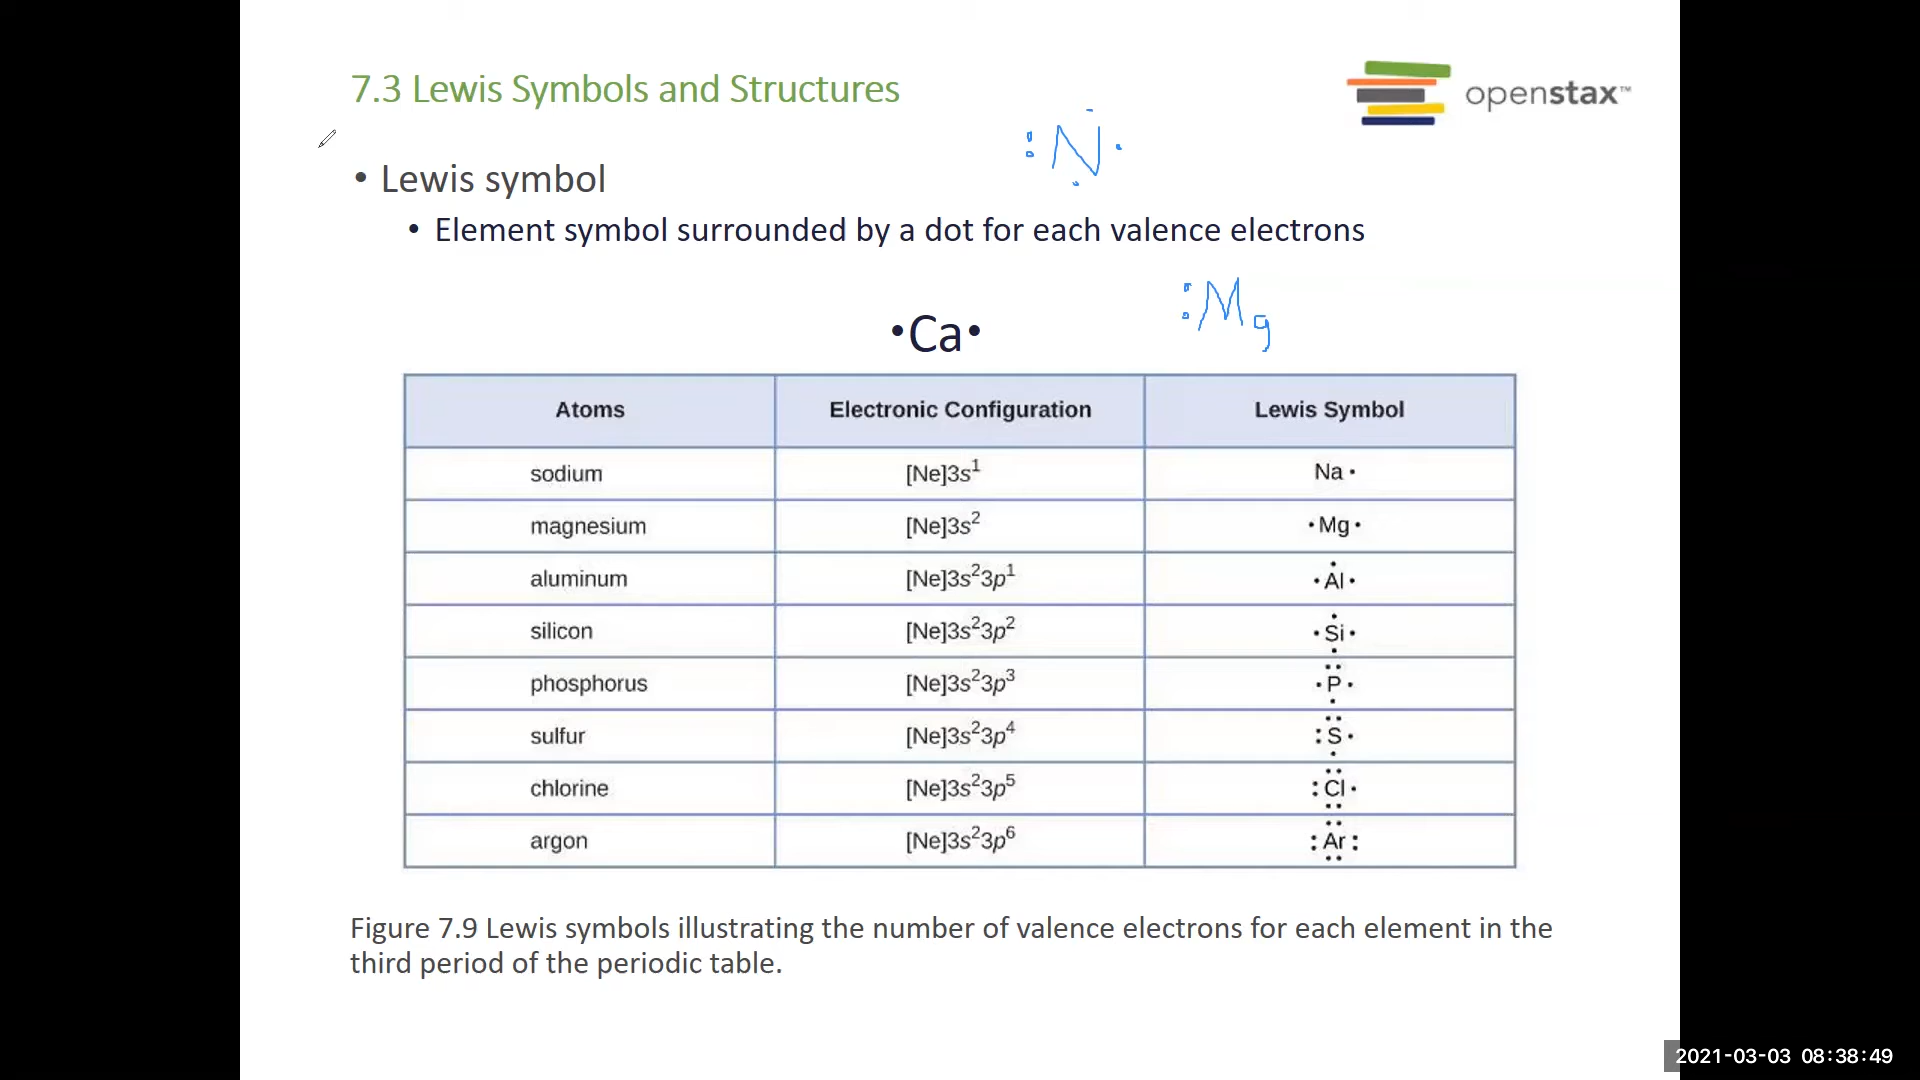 7.3 Lewis Symbols and Structures
openstax™
:N·
• Lewis symbol
• Element symbol surrounded by a dot for each valence electrons
:Mg
•Ca•
Atoms Electronic Configuration Lewis Symbol
sodium [Ne]3s¹ Na·
magnesium [Ne]3s² ·Mg·
aluminum [Ne]3s²3p¹ ·Al·
silicon [Ne]3s²3p² ·Si·
phosphorus [Ne]3s²3p³ ·P·
sulfur [Ne]3s²3p⁴ :S·
chlorine [Ne]3s²3p⁵ :Cl·
argon [Ne]3s²3p⁶ :Ar:
Figure 7.9 Lewis symbols illustrating the number of valence electrons for each element in the
third period of the periodic table.
2021-03-03 08:38:49